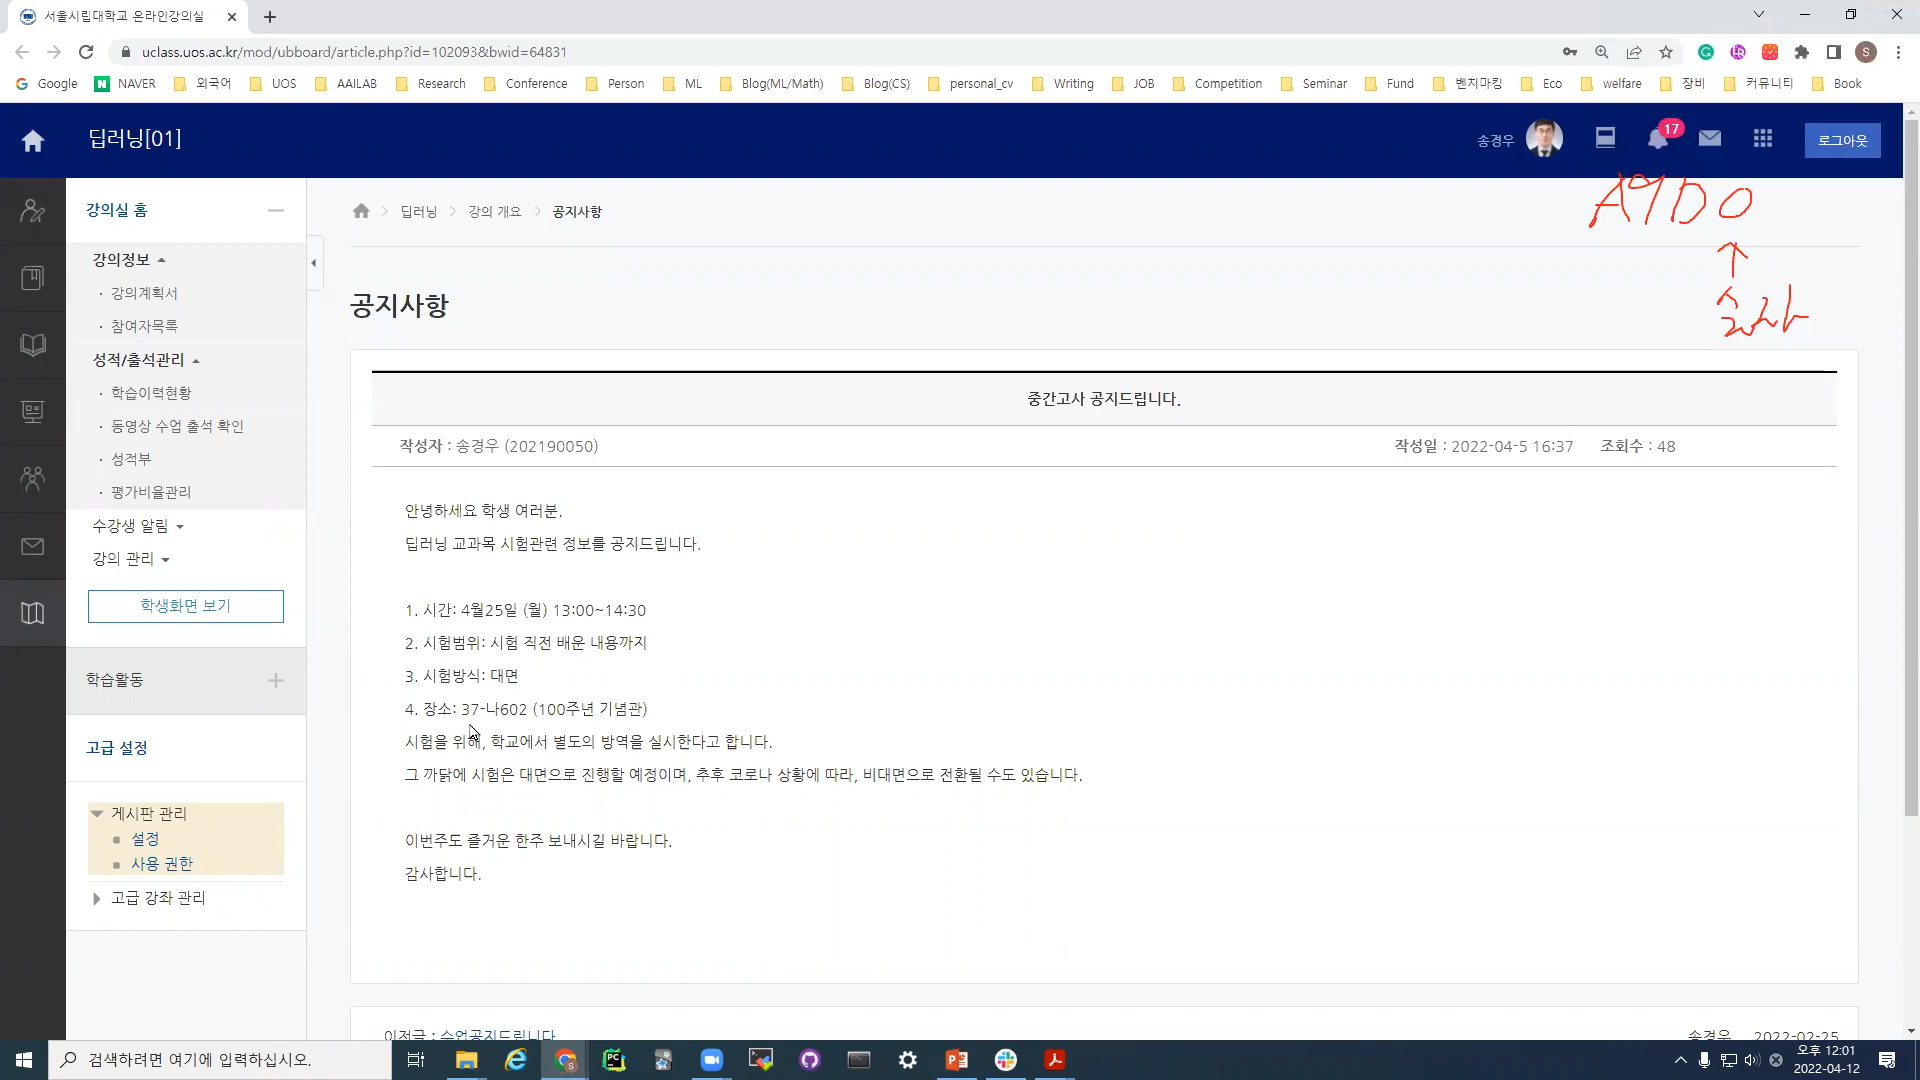 서울시립대학교 온라인강의실
uclass.uos.ac.kr/mod/ubboard/article.php?id=102093&bwid=64831
S
Google NAVER 외국어 UOS AAILAB Research Conference Person ML Blog(ML/Math) Blog(CS) personal_cv Writing JOB Competition Seminar Fund 벤치마킹 Eco welfare 장비 커뮤니티 Book
딥러닝[01]
송경우 17 로그아웃
강의실 홈
강의정보
강의계획서
참여자목록
성적/출석관리
학습이력현황
동영상 수업 출석 확인
성적부
평가비율관리
수강생 알림
강의 관리
학생화면 보기
학습활동
고급 설정
게시판 관리
설정
사용 권한
고급 강좌 관리
딥러닝 강의 개요 공지사항
공지사항
중간고사 공지드립니다.
작성자 : 송경우 (202190050) 작성일 : 2022-04-5 16:37 조회수 : 48
안녕하세요 학생 여러분.
딥러닝 교과목 시험관련 정보를 공지드립니다.
1. 시간: 4월25일 (월) 13:00~14:30
2. 시험범위: 시험 직전 배운 내용까지
3. 시험방식: 대면
4. 장소: 37-나602 (100주년 기념관)
시험을 위해, 학교에서 별도의 방역을 실시한다고 합니다.
그 까닭에 시험은 대면으로 진행할 예정이며, 추후 코로나 상황에 따라, 비대면으로 전환될 수도 있습니다.
이번주도 즐거운 한주 보내시길 바랍니다.
감사합니다.
이전글 : 수업공지드립니다
송경우 2022-02-25
검색하려면 여기에 입력하십시오.
오후 12:01
2022-04-12